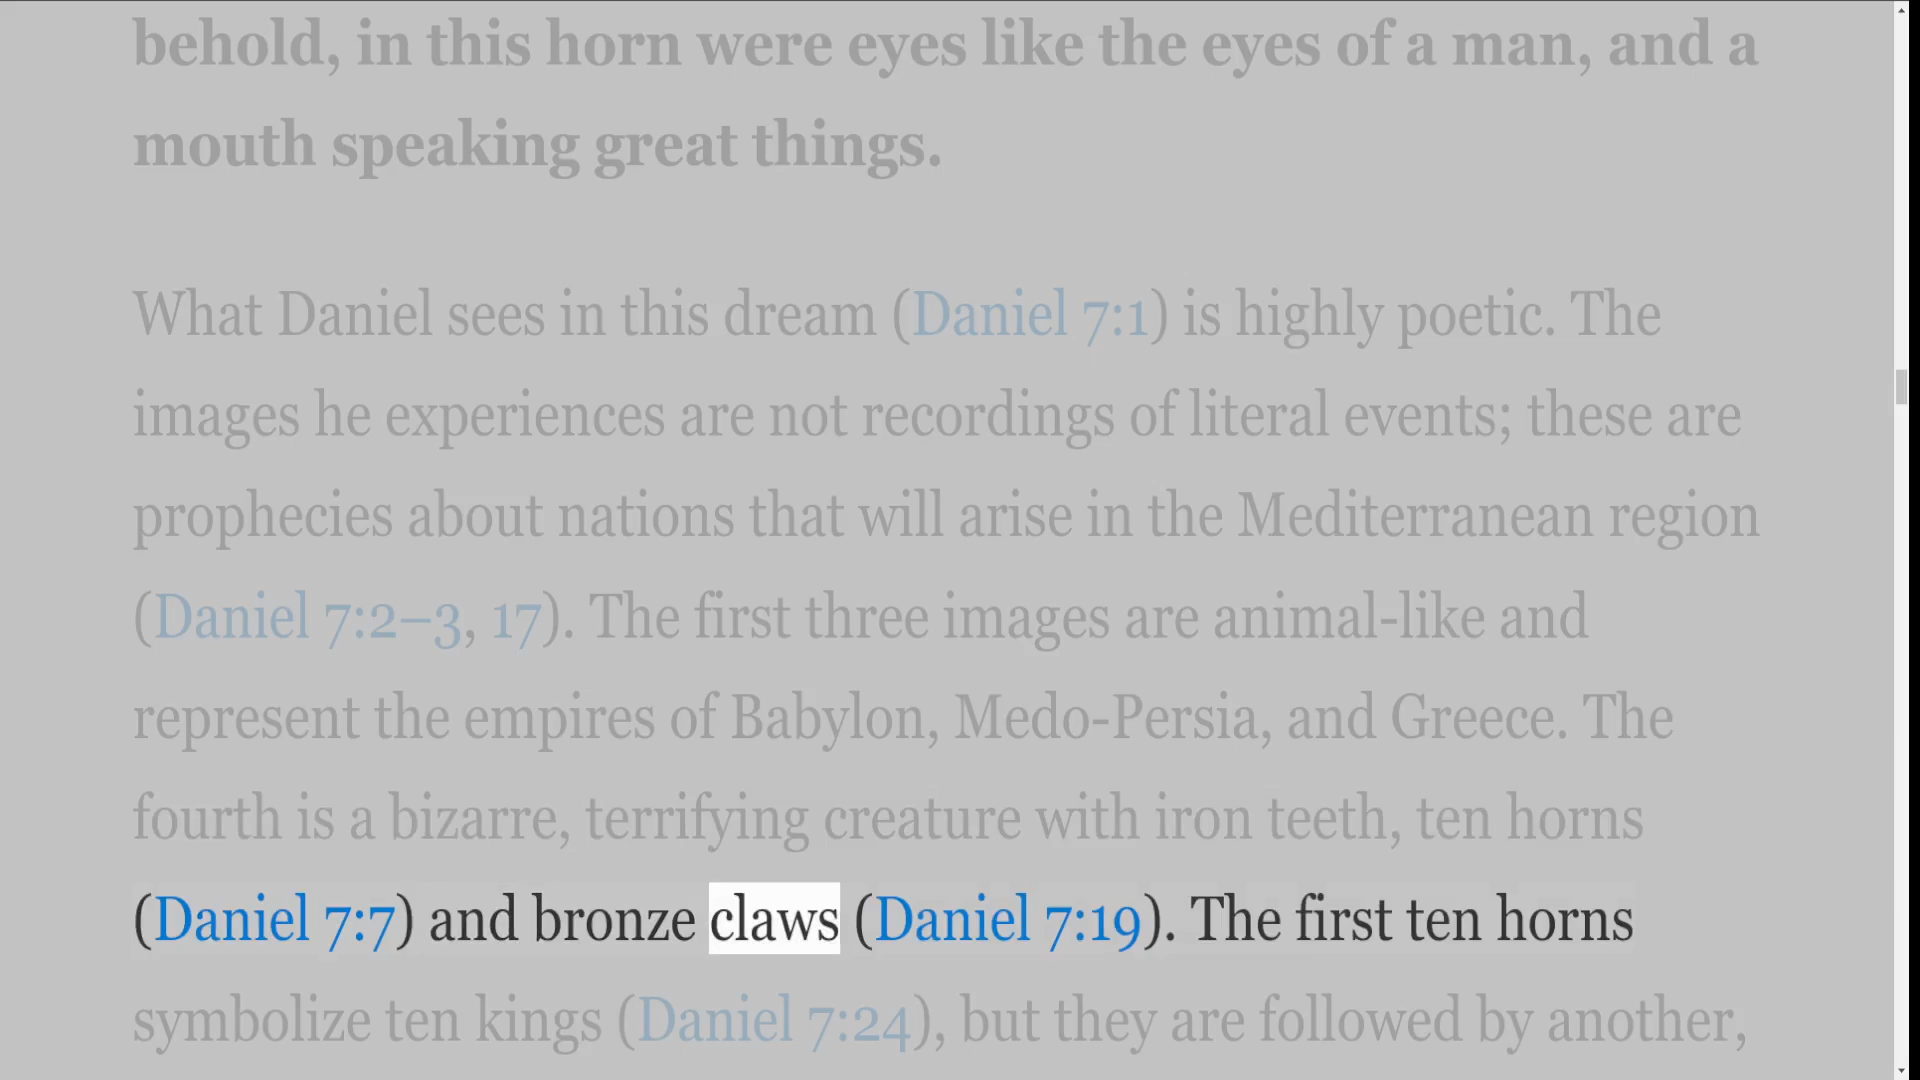 behold, in this horn were eyes like the eyes of a man, and a
mouth speaking great things.
What Daniel sees in this dream (Daniel 7:1) is highly poetic. The
images he experiences are not recordings of literal events; these are
prophecies about nations that will arise in the Mediterranean region
(Daniel 7:2–3, 17). The first three images are animal-like and
represent the empires of Babylon, Medo-Persia, and Greece. The
fourth is a bizarre, terrifying creature with iron teeth, ten horns
(Daniel 7:7) and bronze claws (Daniel 7:19). The first ten horns
symbolize ten kings (Daniel 7:24), but they are followed by another,